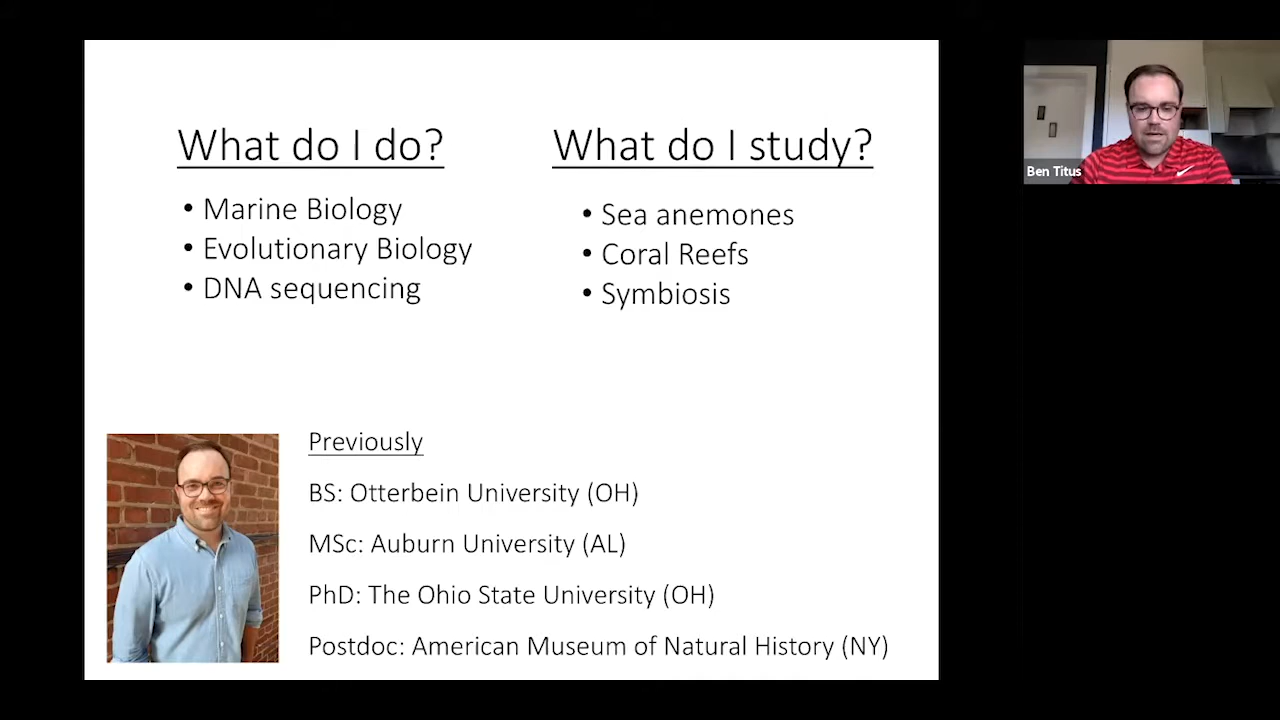 What do I do?
• Marine Biology
• Evolutionary Biology
• DNA sequencing
What do I study?
• Sea anemones
• Coral Reefs
• Symbiosis
Previously
BS: Otterbein University (OH)
MSc: Auburn University (AL)
PhD: The Ohio State University (OH)
Postdoc: American Museum of Natural History (NY)
Ben Titus